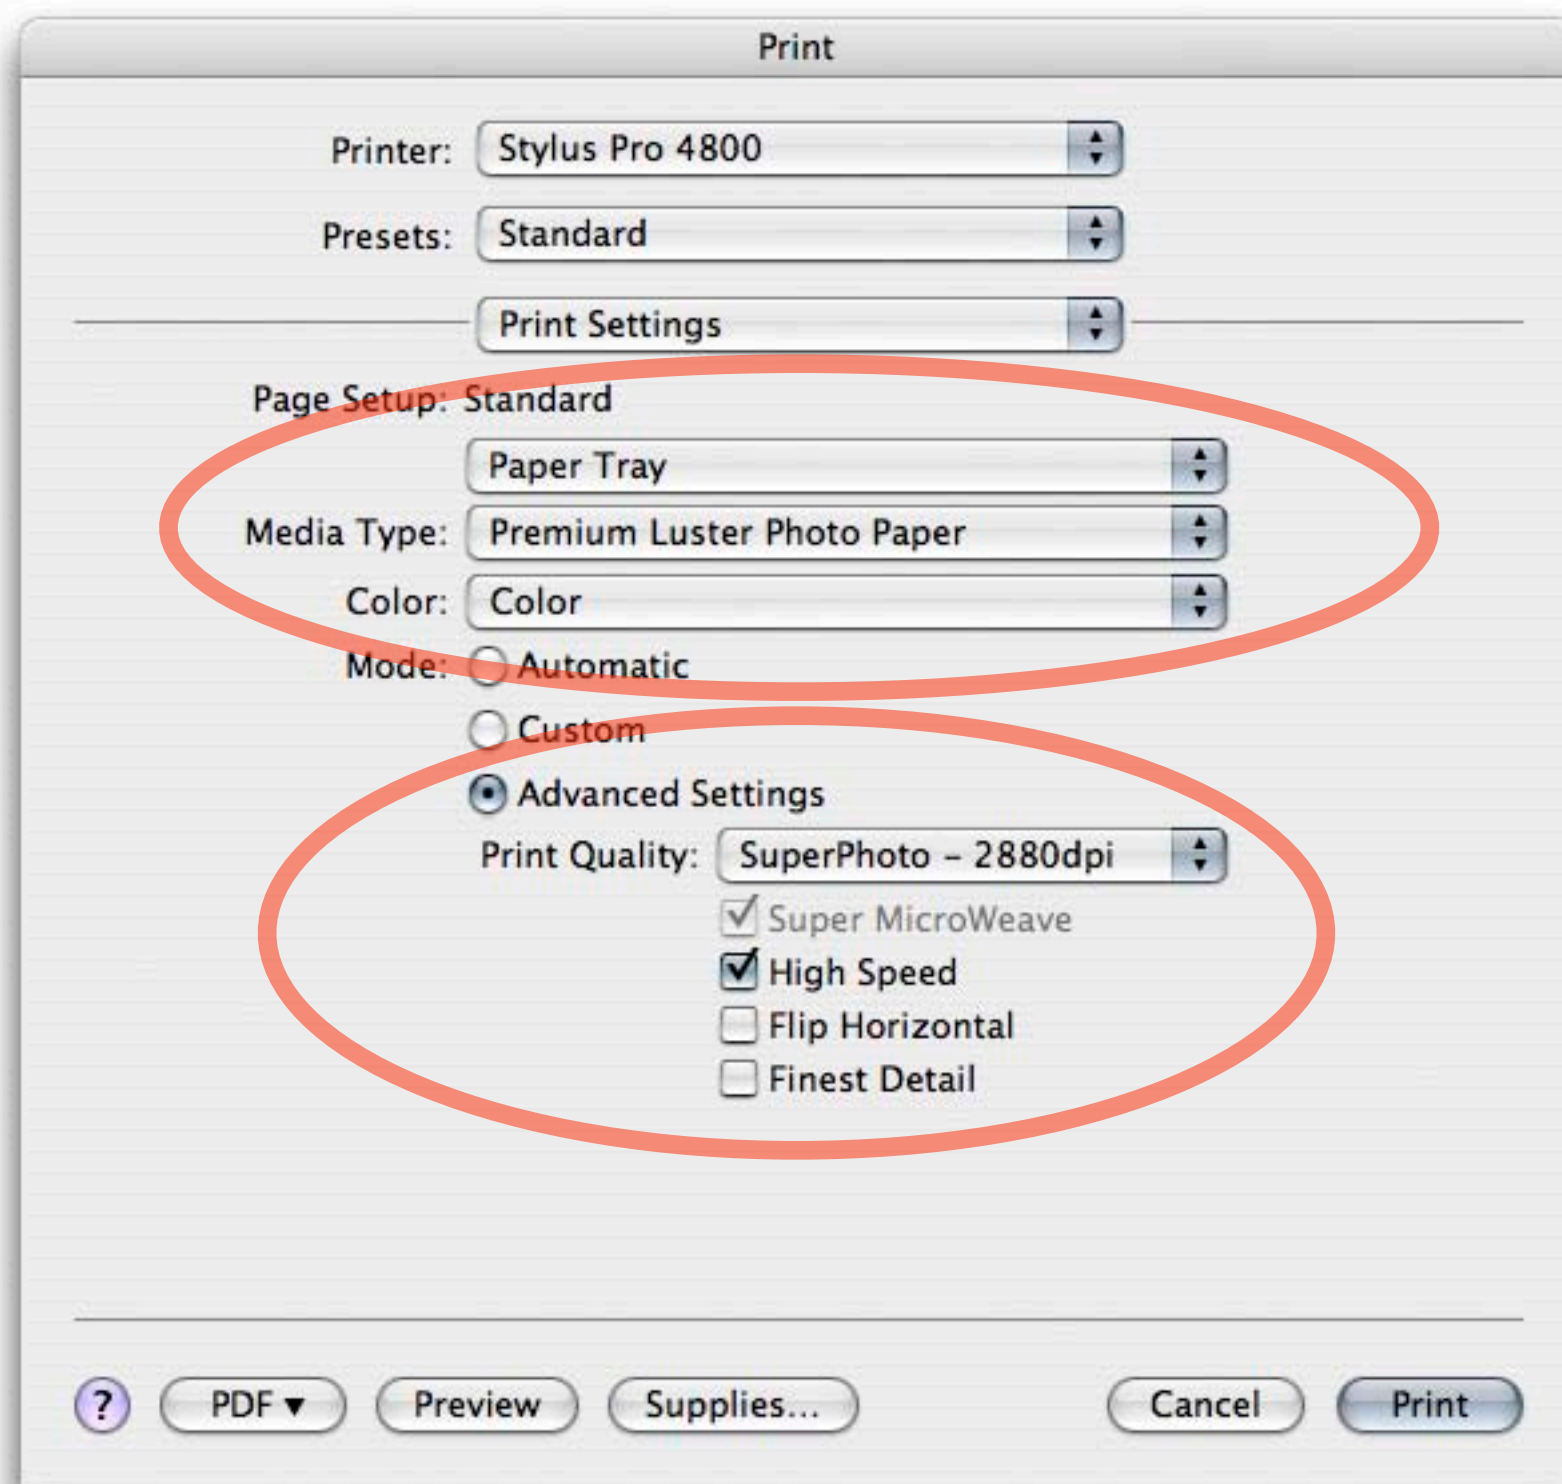 Print
Printer: Stylus Pro 4800
Presets: Standard
Print Settings
Page Setup: Standard
Paper Tray
Media Type: Premium Luster Photo Paper
Color: Color
Mode: Automatic
Custom
Advanced Settings
Print Quality: SuperPhoto – 2880dpi
Super MicroWeave
High Speed
Flip Horizontal
Finest Detail
? PDF ▼ Preview Supplies... Cancel Print